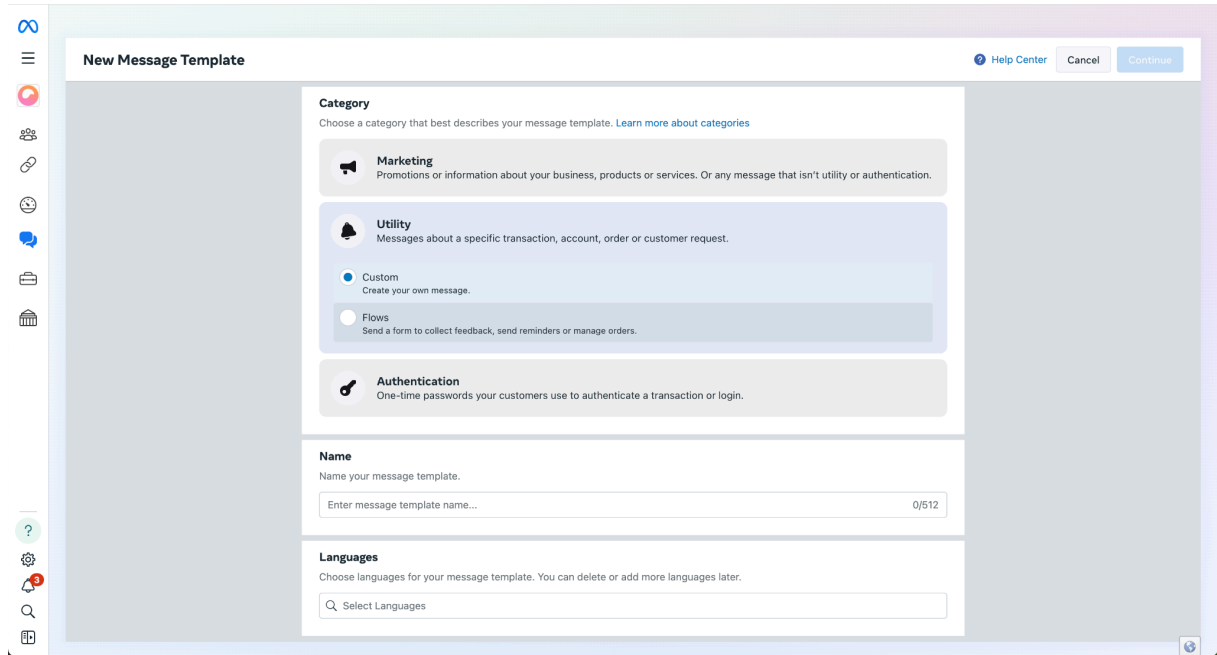 New Message Template
Help Center
Cancel
Continue
Category
Choose a category that best describes your message template. Learn more about categories
Marketing
Promotions or information about your business, products or services. Or any message that isn't utility or authentication.
Utility
Messages about a specific transaction, account, order or customer request.
Custom
Create your own message.
Flows
Send a form to collect feedback, send reminders or manage orders.
Authentication
One-time passwords your customers use to authenticate a transaction or login.
Name
Name your message template.
Enter message template name... 0/512
Languages
Choose languages for your message template. You can delete or add more languages later.
Select Languages
?
3